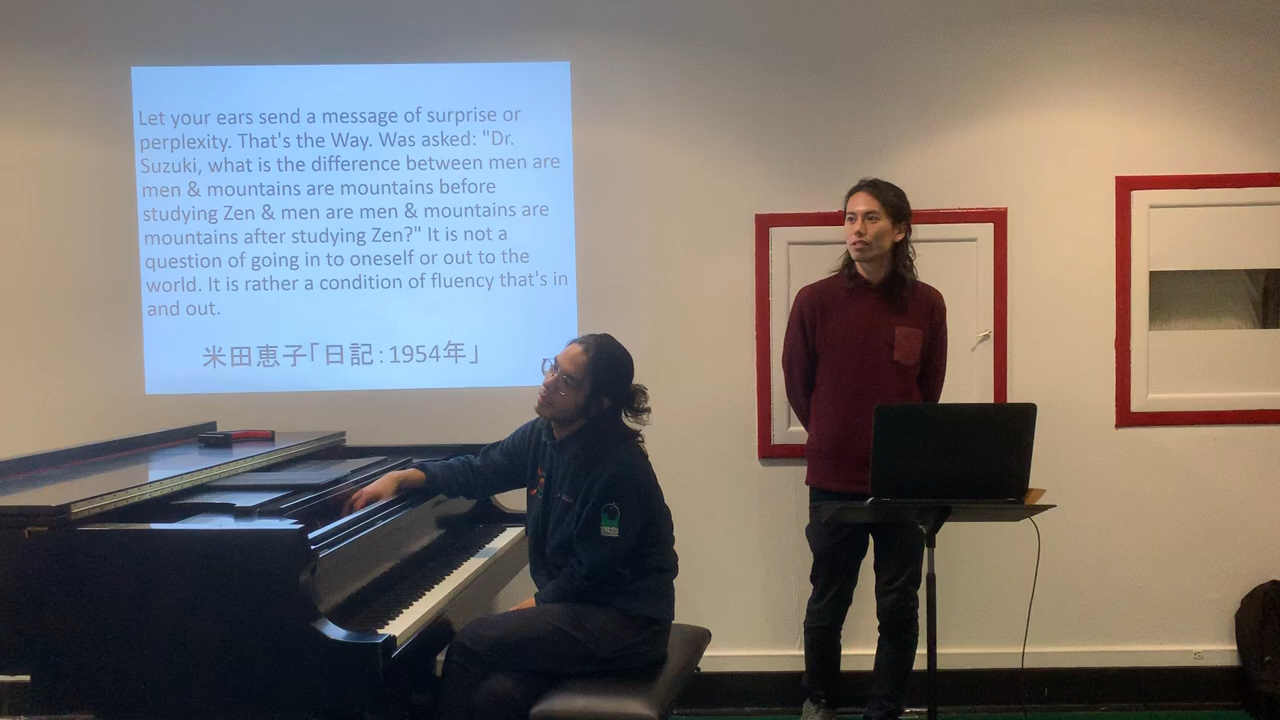 Let your ears send a message of surprise or
perplexity. That's the Way. Was asked: "Dr.
Suzuki, what is the difference between men are
men & mountains are mountains before
studying Zen & men are men & mountains are
mountains after studying Zen?" It is not a
question of going in to oneself or out to the
world. It is rather a condition of fluency that's in
and out.
米田恵子「日記：1954年」